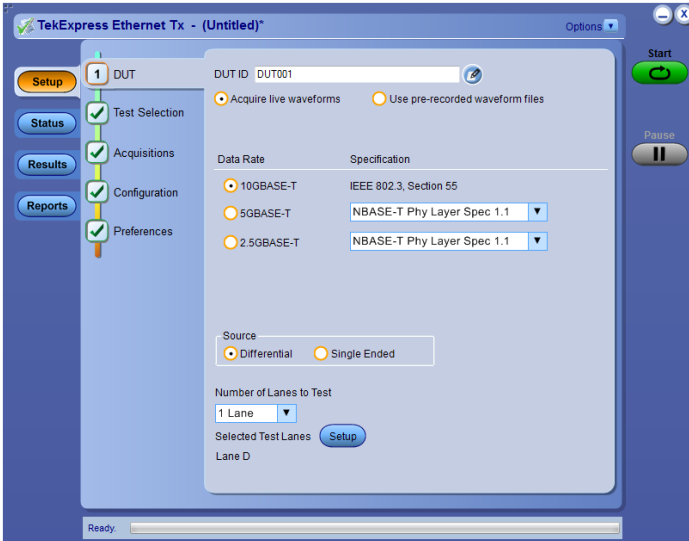 TekExpress Ethernet Tx - (Untitled)*
Options
Start
Pause
Setup
Status
Results
Reports
1 DUT
Test Selection
Acquisitions
Configuration
Preferences
DUT ID DUT001
Acquire live waveforms Use pre-recorded waveform files
Data Rate Specification
10GBASE-T IEEE 802.3, Section 55
5GBASE-T NBASE-T Phy Layer Spec 1.1
2.5GBASE-T NBASE-T Phy Layer Spec 1.1
Source
Differential Single Ended
Number of Lanes to Test
1 Lane
Selected Test Lanes Setup
Lane D
Ready.